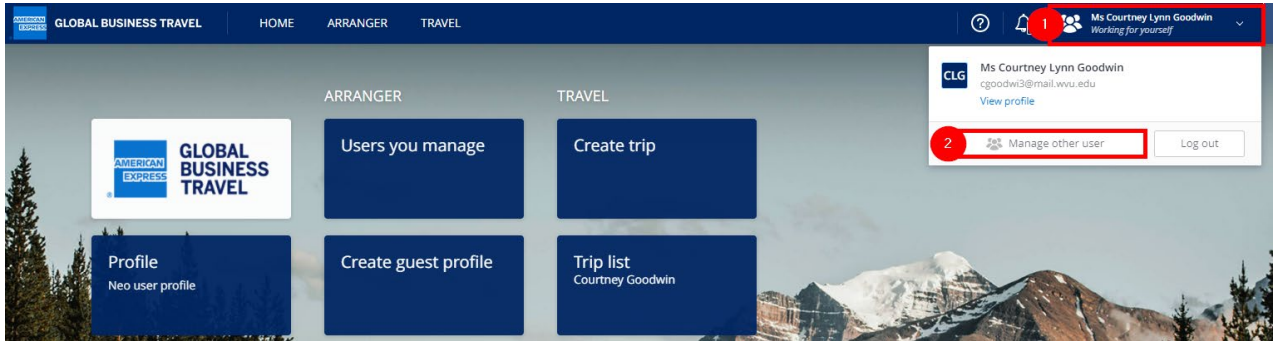 AMERICAN EXPRESS GLOBAL BUSINESS TRAVEL HOME ARRANGER TRAVEL 1 Ms Courtney Lynn Goodwin
Working for yourself
CLG Ms Courtney Lynn Goodwin
cgoodwi3@mail.wvu.edu
View profile
2 Manage other user Log out
ARRANGER TRAVEL
AMERICAN
EXPRESS
GLOBAL
BUSINESS
TRAVEL
Users you manage
Create trip
Profile
Neo user profile
Create guest profile
Trip list
Courtney Goodwin